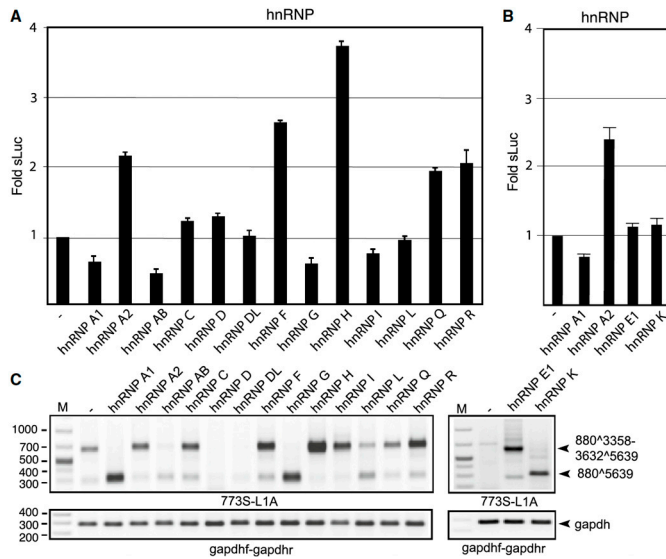 A
hnRNP
Fold sLuc
4
3
2
1
-
hnRNP A1
hnRNP A2
hnRNP AB
hnRNP C
hnRNP D
hnRNP DL
hnRNP F
hnRNP G
hnRNP H
hnRNP I
hnRNP L
hnRNP Q
hnRNP R
B
hnRNP
Fold sLuc
4
3
2
1
-
hnRNP A1
hnRNP A2
hnRNP E1
hnRNP K
C
M
-
hnRNP A1
hnRNP A2
hnRNP AB
hnRNP C
hnRNP D
hnRNP DL
hnRNP F
hnRNP G
hnRNP H
hnRNP I
hnRNP L
hnRNP Q
hnRNP R
1000
700
500
400
300
773S-L1A
400
300
200
gapdhf-gapdhr
M
-
hnRNP E1
hnRNP K
880^3358-
3632^5639
880^5639
773S-L1A
gapdh
gapdhf-gapdhr